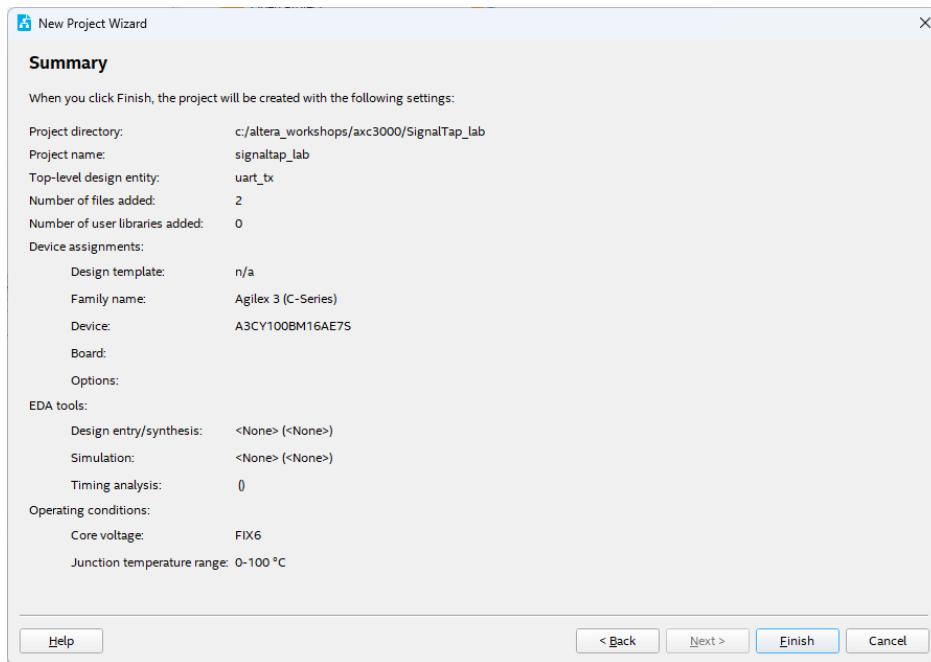 New Project Wizard
Summary
When you click Finish, the project will be created with the following settings:
Project directory: c:/altera_workshops/axc3000/SignalTap_lab
Project name: signaltap_lab
Top-level design entity: uart_tx
Number of files added: 2
Number of user libraries added: 0
Device assignments:
Design template: n/a
Family name: Agilex 3 (C-Series)
Device: A3CY100BM16AE7S
Board:
Options:
EDA tools:
Design entry/synthesis: <None> (<None>)
Simulation: <None> (<None>)
Timing analysis: ()
Operating conditions:
Core voltage: FIX6
Junction temperature range: 0-100 °C
Help < Back Next > Finish Cancel